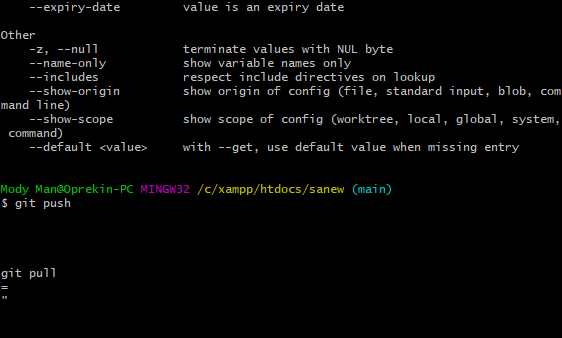 --expiry-date         value is an expiry date

Other
    -z, --null            terminate values with NUL byte
    --name-only           show variable names only
    --includes            respect include directives on lookup
    --show-origin         show origin of config (file, standard input, blob, com
mand line)
    --show-scope          show scope of config (worktree, local, global, system,
 command)
    --default <value>     with --get, use default value when missing entry

Mody Man@Oprekin-PC MINGW32 /c/xampp/htdocs/sanew (main)
$ git push

git pull
=
"